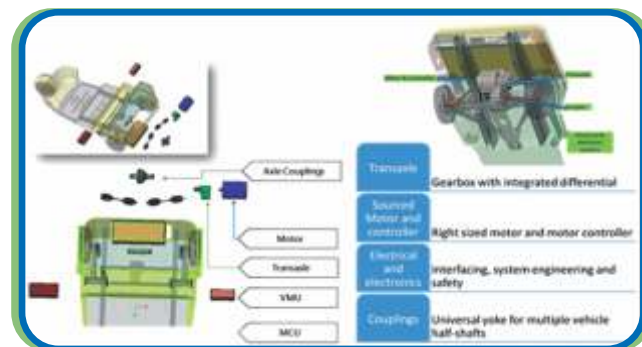 Axle Couplings
Motor
Transaxle
VMU
MCU
Transaxle
Gearbox with integrated differential
Sourced
Motor and
controller
Right sized motor and motor controller
Electrical
and
electronics
Interfacing, system engineering and
safety
Couplings
Universal yoke for multiple vehicle
half-shafts